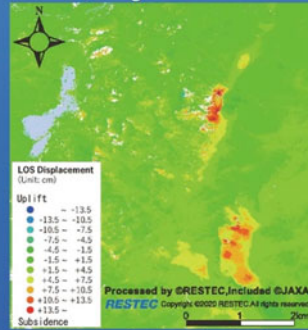 N
LOS Displacement
(Unit: cm)
Uplift
~ -13.5
-13.5 ~ -10.5
-10.5 ~ -7.5
-7.5 ~ -4.5
-4.5 ~ -1.5
-1.5 ~ +1.5
+1.5 ~ +4.5
+4.5 ~ +7.5
+7.5 ~ +10.5
+10.5 ~ +13.5
+13.5 ~
Subsidence
Processed by ©RESTEC,Included ©JAXA
RESTEC Copyright ©2020 RESTEC All rights reserved
0 1 2km